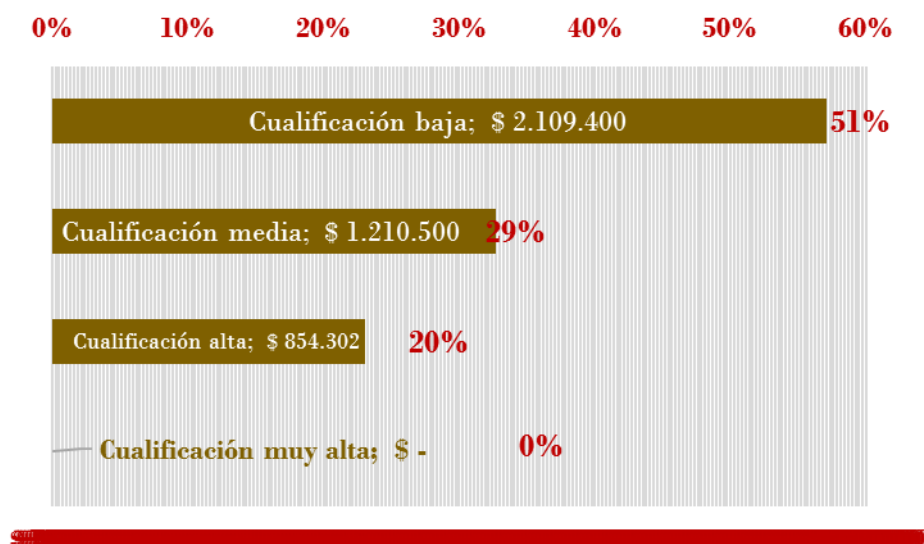 0% 10% 20% 30% 40% 50% 60%
Cualificación baja; $ 2.109.400 51%
Cualificación media; $ 1.210.500 29%
Cualificación alta; $ 854.302 20%
Cualificación muy alta; $ - 0%